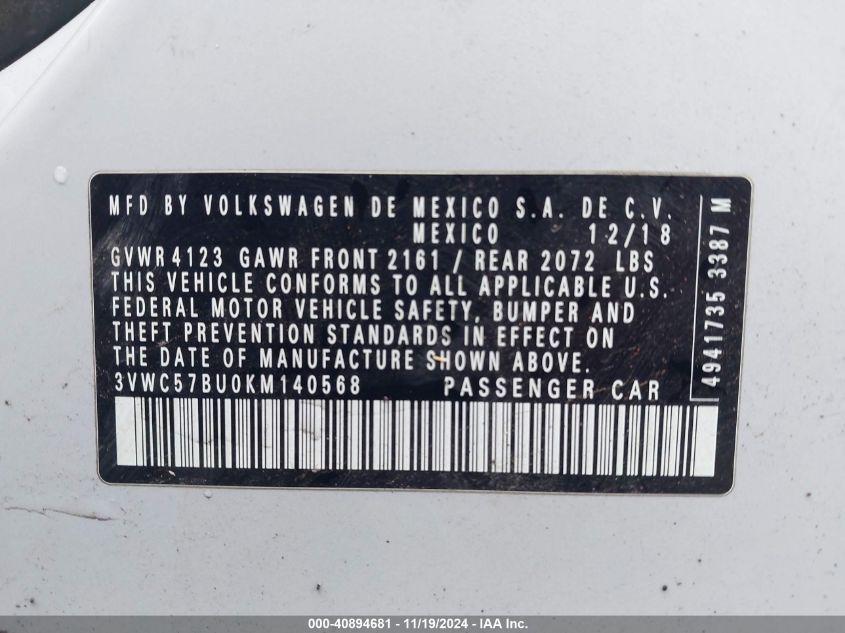 MFD BY VOLKSWAGEN DE MEXICO S.A. DE C.V.
MEXICO 12/18
GVWR 4123 GAWR FRONT 2161 / REAR 2072 LBS
THIS VEHICLE CONFORMS TO ALL APPLICABLE U.S.
FEDERAL MOTOR VEHICLE SAFETY, BUMPER AND
THEFT PREVENTION STANDARDS IN EFFECT ON
THE DATE OF MANUFACTURE SHOWN ABOVE.
3VWC57BU0KM140568 PASSENGER CAR
4941735 3387 M
000-40894681 - 11/19/2024 - IAA Inc.